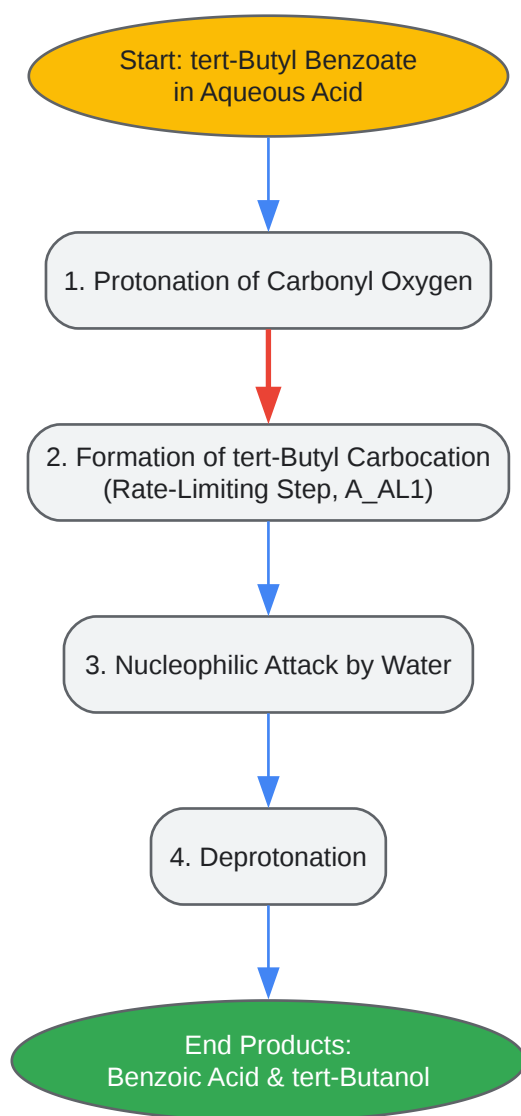 Start: tert-Butyl Benzoate
in Aqueous Acid
1. Protonation of Carbonyl Oxygen
2. Formation of tert-Butyl Carbocation
(Rate-Limiting Step, A_AL1)
3. Nucleophilic Attack by Water
4. Deprotonation
End Products:
Benzoic Acid & tert-Butanol